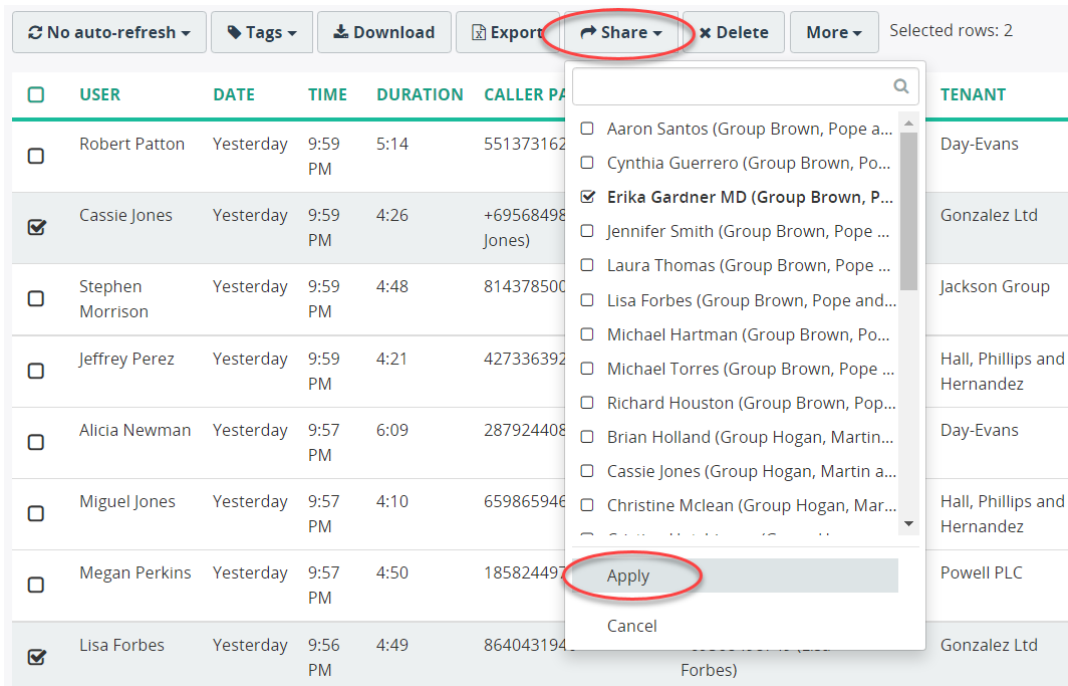 No auto-refresh Tags Download Export Share Delete More Selected rows: 2
USER DATE TIME DURATION CALLER TENANT
Robert Patton Yesterday 9:59 5:14 551373162 Day-Evans
PM
Cassie Jones Yesterday 9:59 4:26 +69568498 Gonzalez Ltd
PM Jones)
Stephen Yesterday 9:59 4:48 814378500 Jackson Group
Morrison PM
Jeffrey Perez Yesterday 9:59 4:21 427336392 Hall, Phillips and
PM Hernandez
Alicia Newman Yesterday 9:57 6:09 287924408 Day-Evans
PM
Miguel Jones Yesterday 9:57 4:10 659865946 Hall, Phillips and
PM Hernandez
Megan Perkins Yesterday 9:57 4:50 185824497 Powell PLC
PM
Lisa Forbes Yesterday 9:56 4:49 864043194 Gonzalez Ltd
PM Forbes)
Aaron Santos (Group Brown, Pope a...
Cynthia Guerrero (Group Brown, Po...
Erika Gardner MD (Group Brown, P...
Jennifer Smith (Group Brown, Pope ...
Laura Thomas (Group Brown, Pope ...
Lisa Forbes (Group Brown, Pope and...
Michael Hartman (Group Brown, Po...
Michael Torres (Group Brown, Pope ...
Richard Houston (Group Brown, Pop...
Brian Holland (Group Hogan, Martin...
Cassie Jones (Group Hogan, Martin a...
Christine Mclean (Group Hogan, Mar...
Apply
Cancel